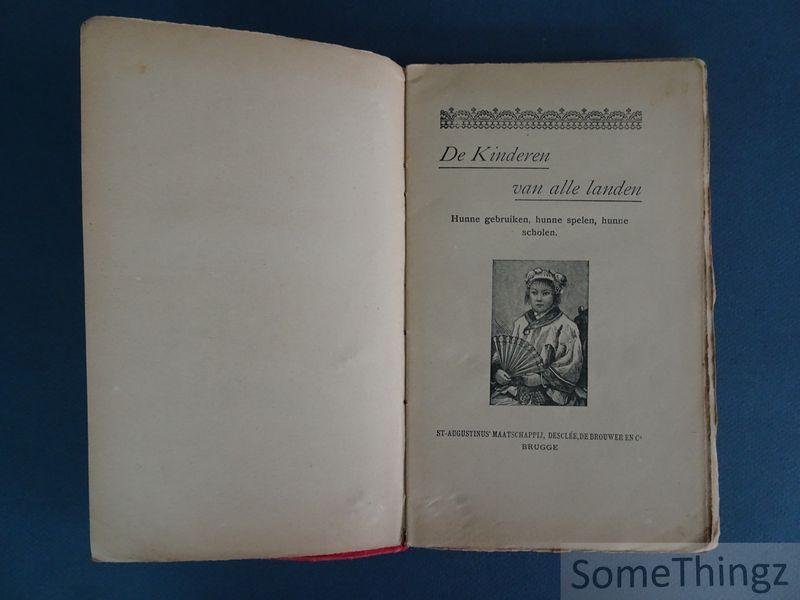 De Kinderen
van alle landen
Hunne gebruiken, hunne spelen, hunne
scholen.
ST-AUGUSTINUS' MAATSCHAPPIJ, DESCLÉE, DE BROUWER EN Cº
BRUGGE
SomeThingz